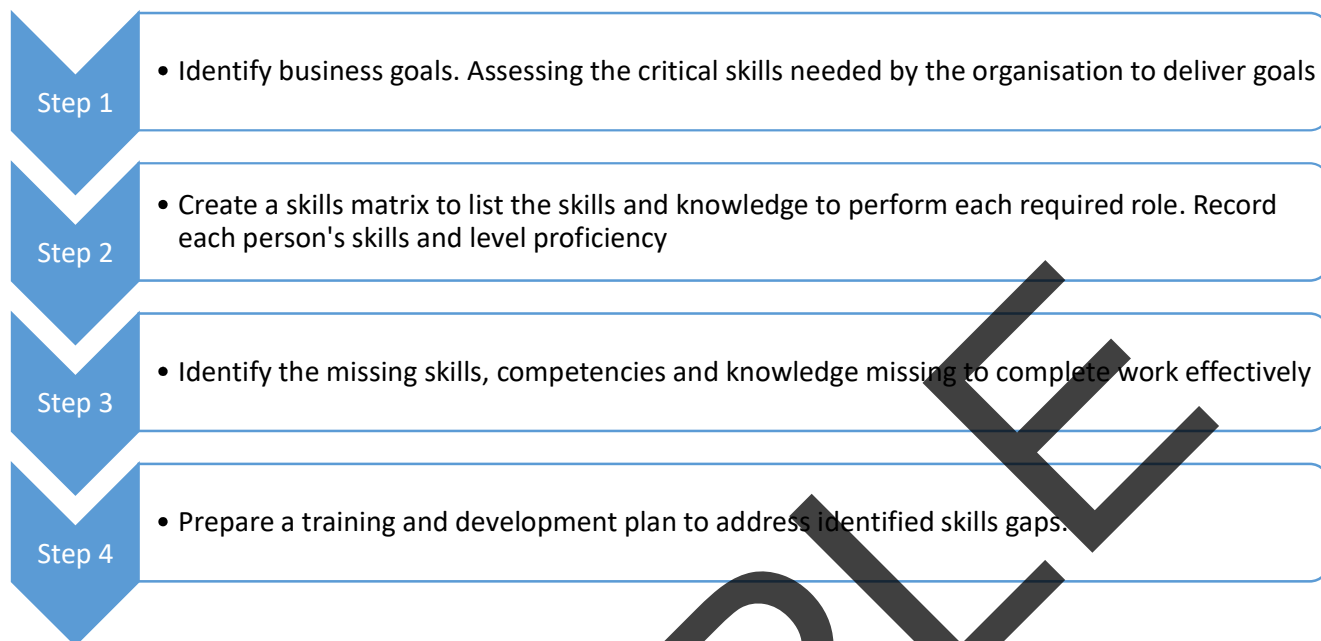 Step 1
• Identify business goals. Assessing the critical skills needed by the organisation to deliver goals
Step 2
• Create a skills matrix to list the skills and knowledge to perform each required role. Record
each person's skills and level proficiency
Step 3
• Identify the missing skills, competencies and knowledge missing to complete work effectively
Step 4
• Prepare a training and development plan to address identified skills gaps.